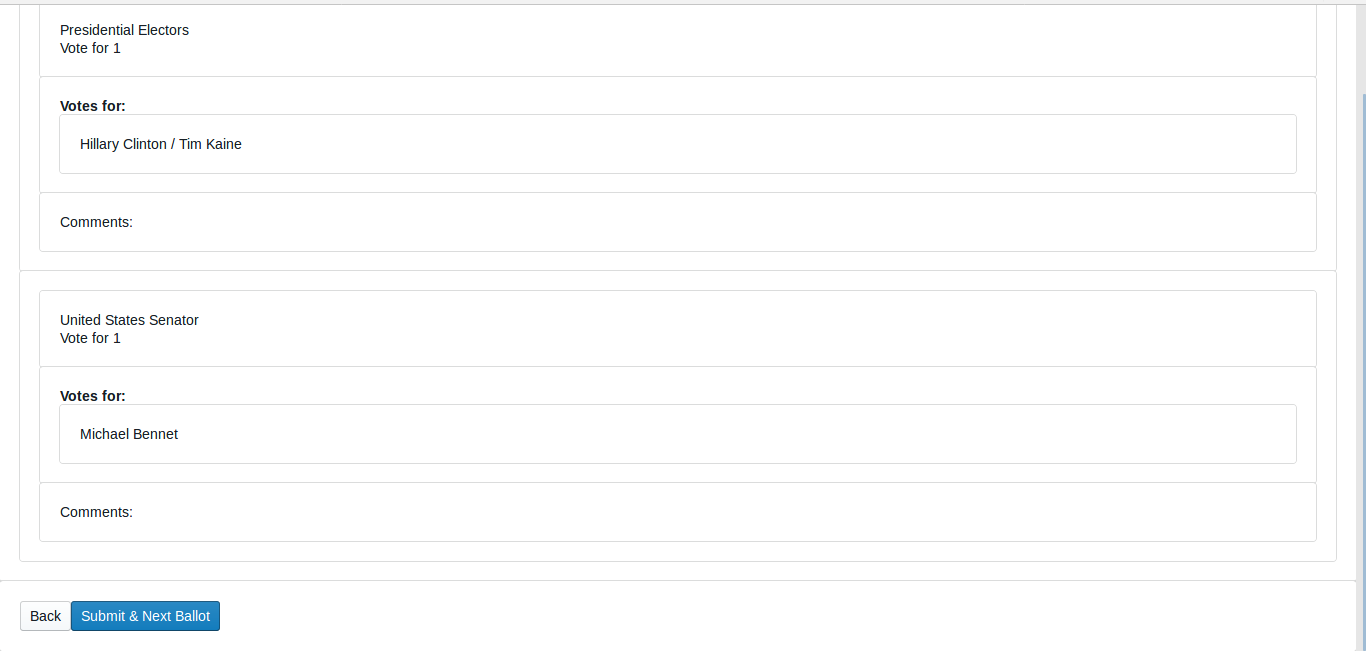 Presidential Electors
Vote for 1
Votes for:
Hillary Clinton / Tim Kaine
Comments:
United States Senator
Vote for 1
Votes for:
Michael Bennet
Comments:
Back Submit & Next Ballot